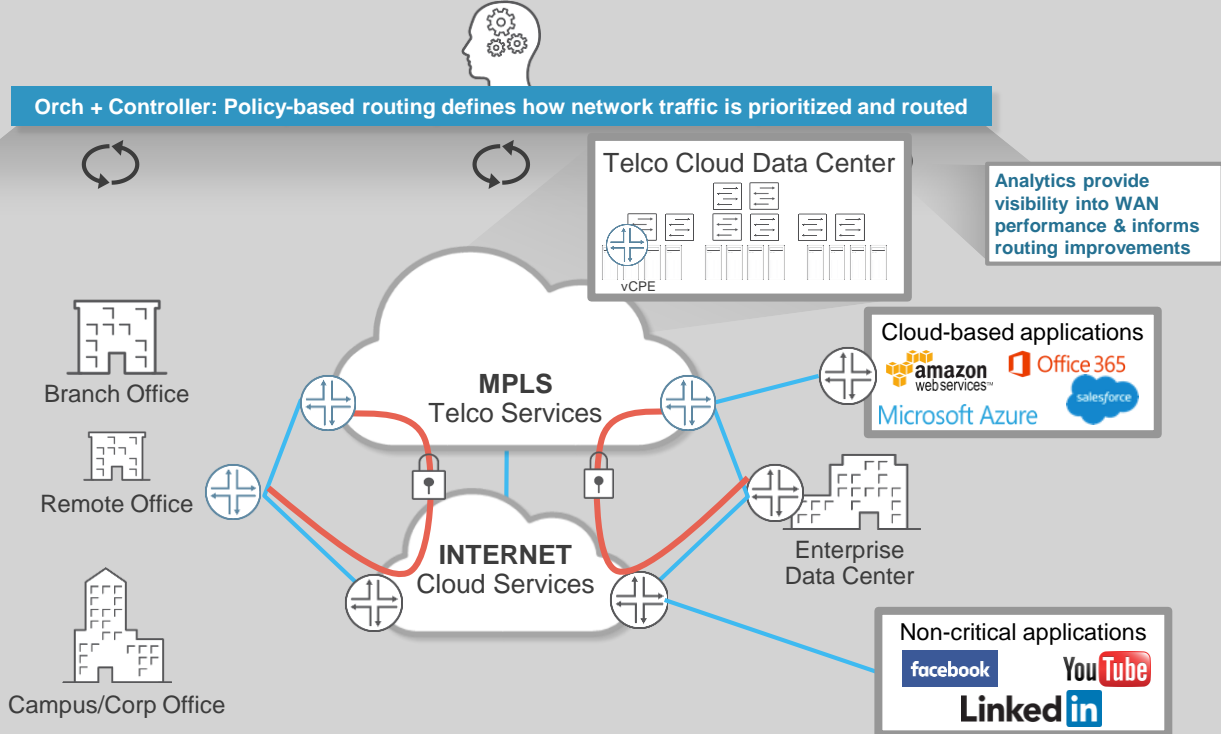 Orch + Controller: Policy-based routing defines how network traffic is prioritized and routed
Telco Cloud Data Center
vCPE
Analytics provide
visibility into WAN
performance & informs
routing improvements
Branch Office
Remote Office
Campus/Corp Office
MPLS
Telco Services
INTERNET
Cloud Services
Cloud-based applications
amazon
webservices™
Office 365
Microsoft Azure
salesforce
Enterprise
Data Center
Non-critical applications
facebook
YouTube
Linked in